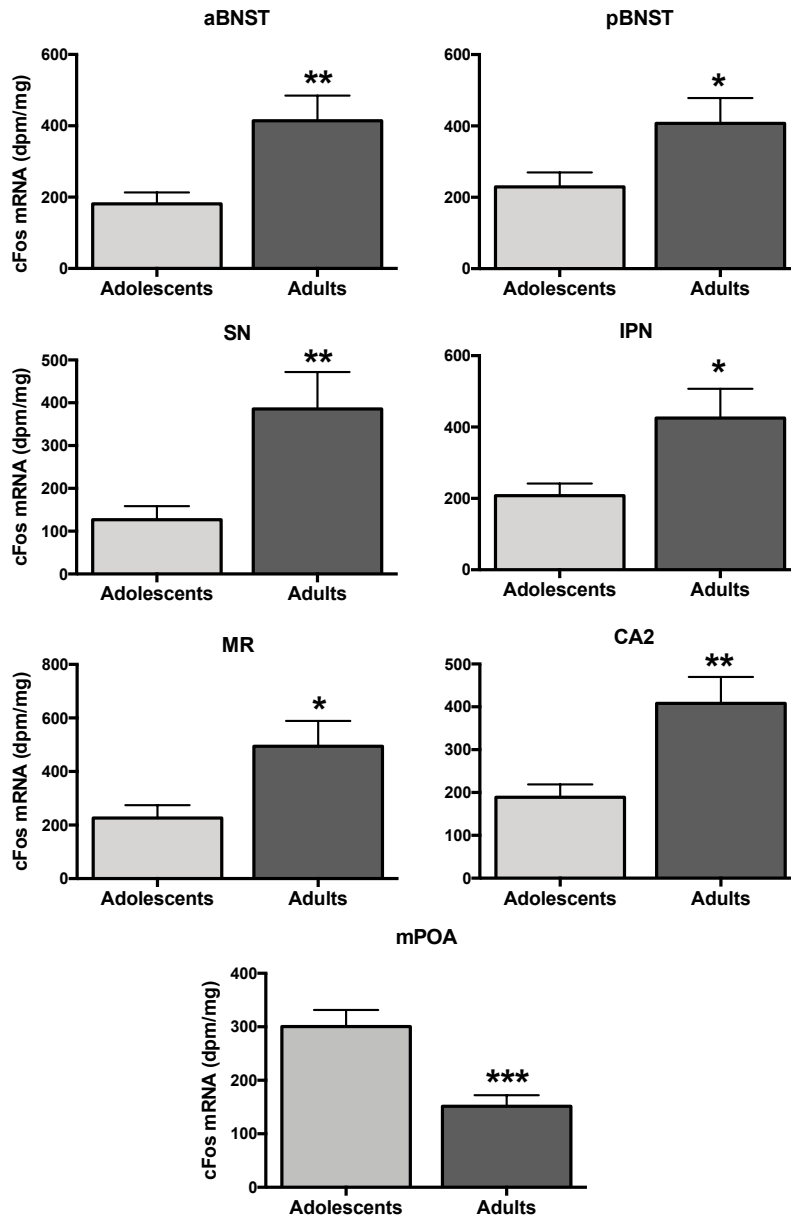 aBNST
cFos mRNA (dpm/mg)
600
400
200
0
**
Adolescents Adults
pBNST
600
400
200
0
*
Adolescents Adults
SN
cFos mRNA (dpm/mg)
500
400
300
200
100
0
**
Adolescents Adults
IPN
600
400
200
0
*
Adolescents Adults
MR
cFos mRNA (dpm/mg)
800
600
400
200
0
*
Adolescents Adults
CA2
500
400
300
200
100
0
**
Adolescents Adults
mPOA
cFos mRNA (dpm/mg)
400
300
200
100
0
***
Adolescents Adults